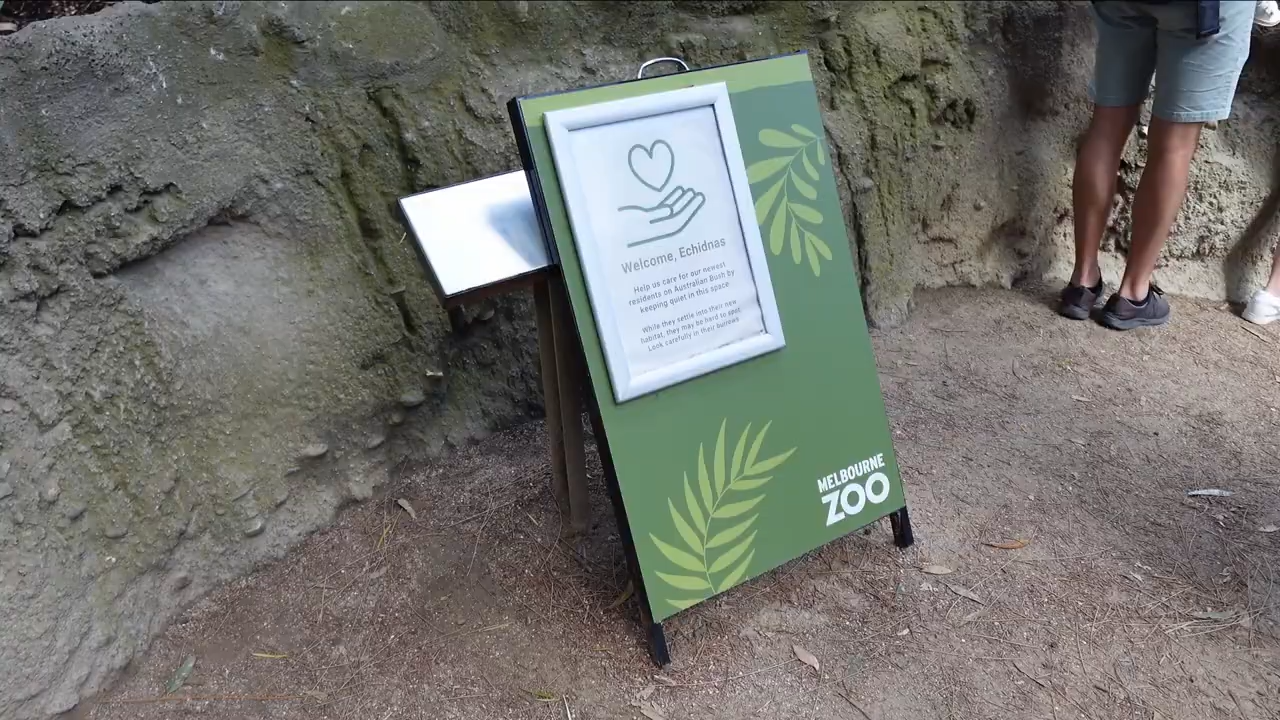 Welcome, Echidnas
Help us care for our newest
residents on Australian Bush by
keeping quiet in this space
While they settle into their new
habitat, they may be hard to spot
Look carefully in their burrows
MELBOURNE
ZOO